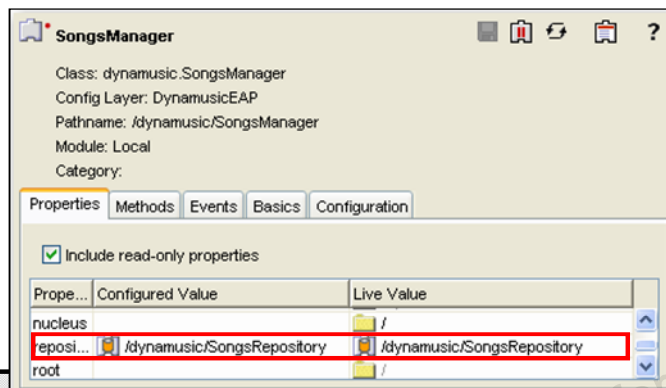 SongsManager ?
Class: dynamusic.SongsManager
Config Layer: DynamusicEAP
Pathname: /dynamusic/SongsManager
Module: Local
Category:
Properties Methods Events Basics Configuration
Include read-only properties
Prope... Configured Value Live Value
nucleus /
reposi... /dynamusic/SongsRepository /dynamusic/SongsRepository
root /